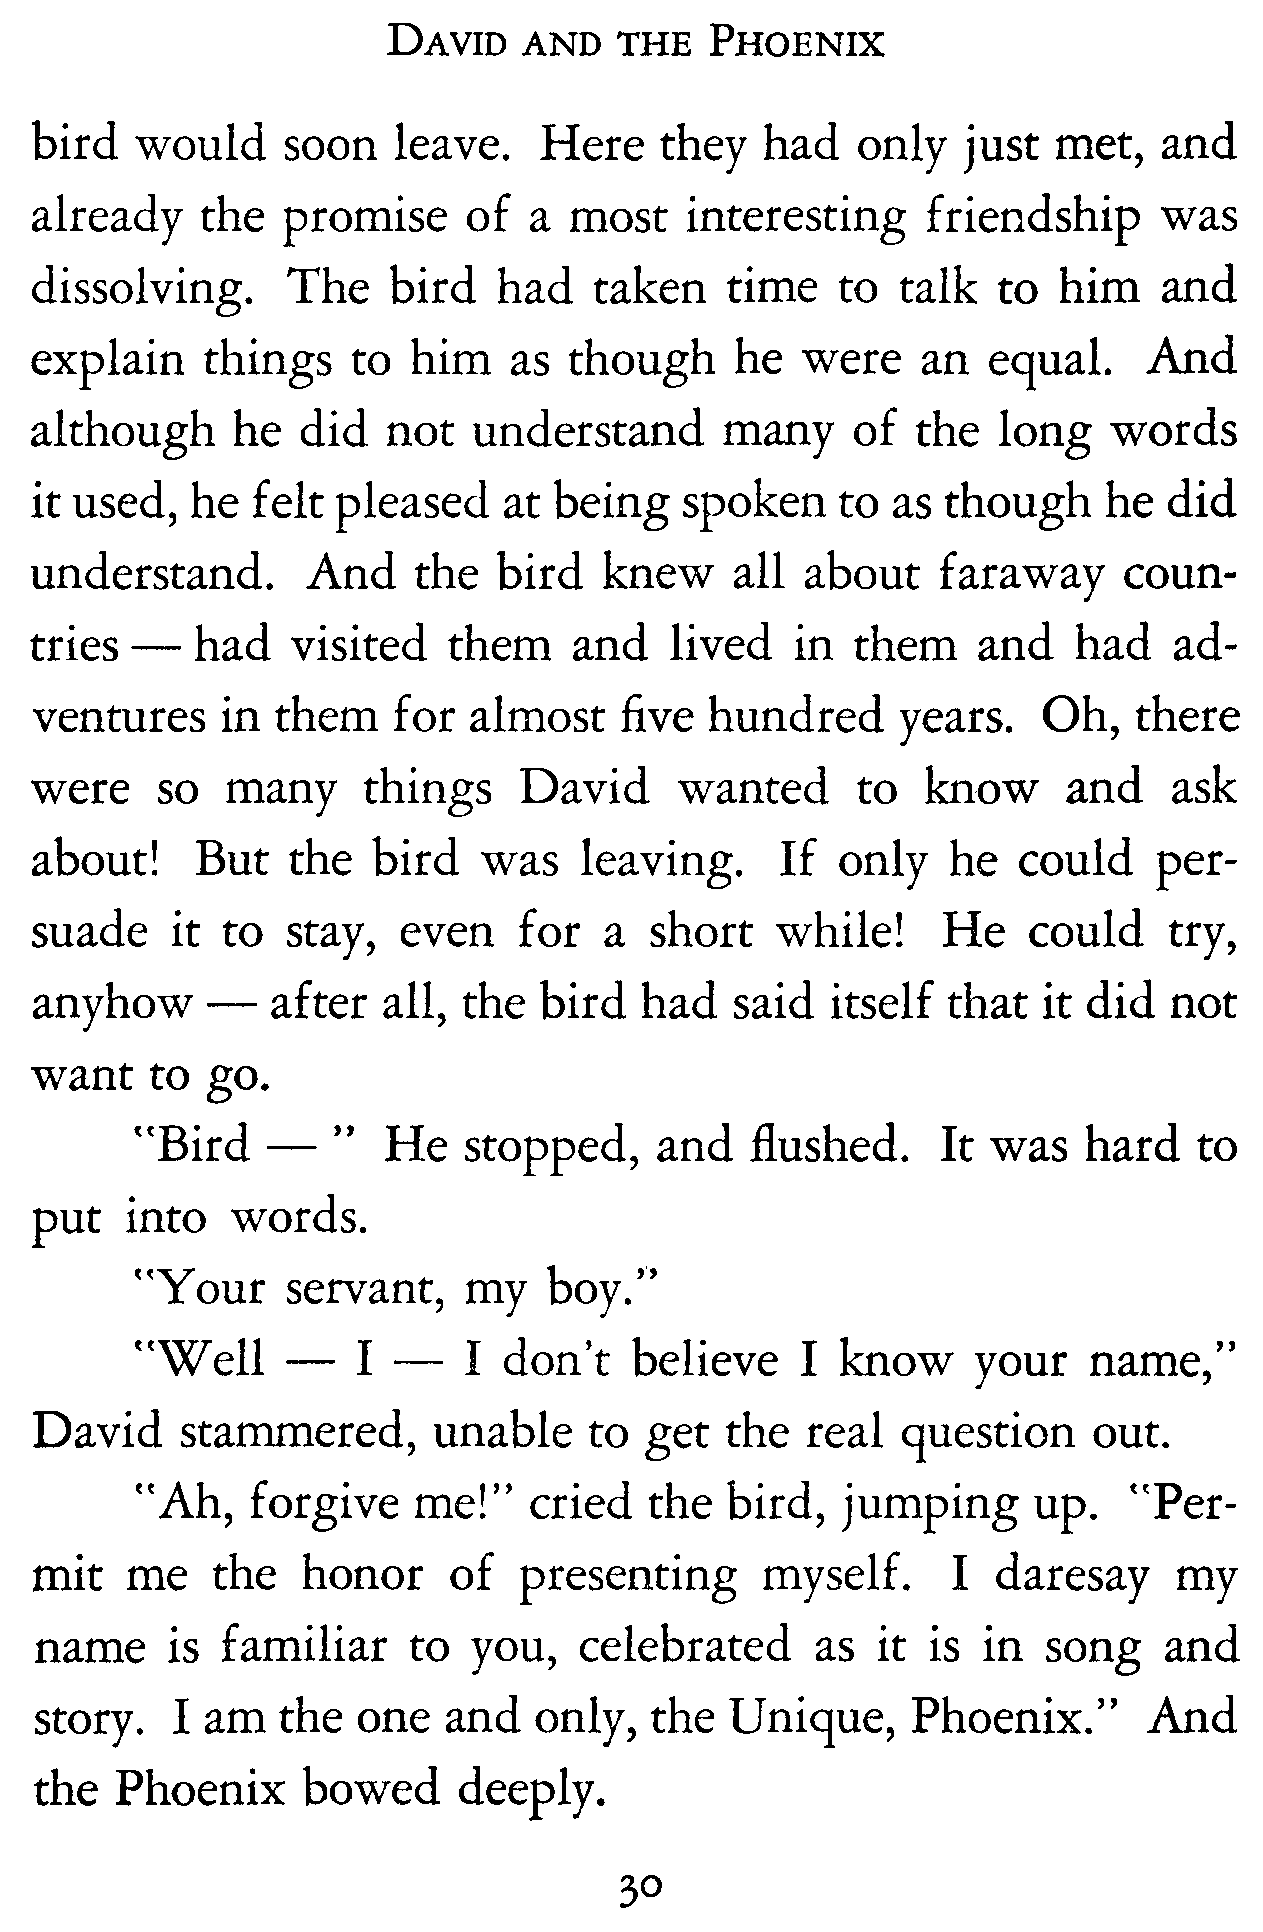 David and the Phoenix
bird would soon leave. Here they had only just met, and
already the promise of a most interesting friendship was
dissolving. The bird had taken time to talk to him and
explain things to him as though he were an equal. And
although he did not understand many of the long words
it used, he felt pleased at being spoken to as though he did
understand. And the bird knew all about faraway coun-
tries — had visited them and lived in them and had ad-
ventures in them for almost five hundred years. Oh, there
were so many things David wanted to know and ask
about! But the bird was leaving. If only he could per-
suade it to stay, even for a short while! He could try,
anyhow — after all, the bird had said itself that it did not
want to go.
"Bird — " He stopped, and flushed. It was hard to
put into words.
"Your servant, my boy."
"Well — I — I don't believe I know your name,"
David stammered, unable to get the real question out.
"Ah, forgive me!" cried the bird, jumping up. "Per-
mit me the honor of presenting myself. I daresay my
name is familiar to you, celebrated as it is in song and
story. I am the one and only, the Unique, Phoenix." And
the Phoenix bowed deeply.
30